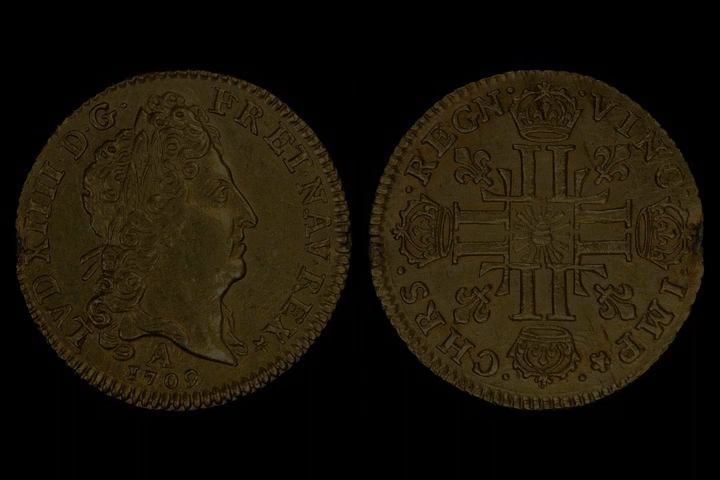 LVD XIIII D·G·
FR·ET·NAV·REX
A
1709
CHRS·
·REGN·
·VINC·
·IMP·